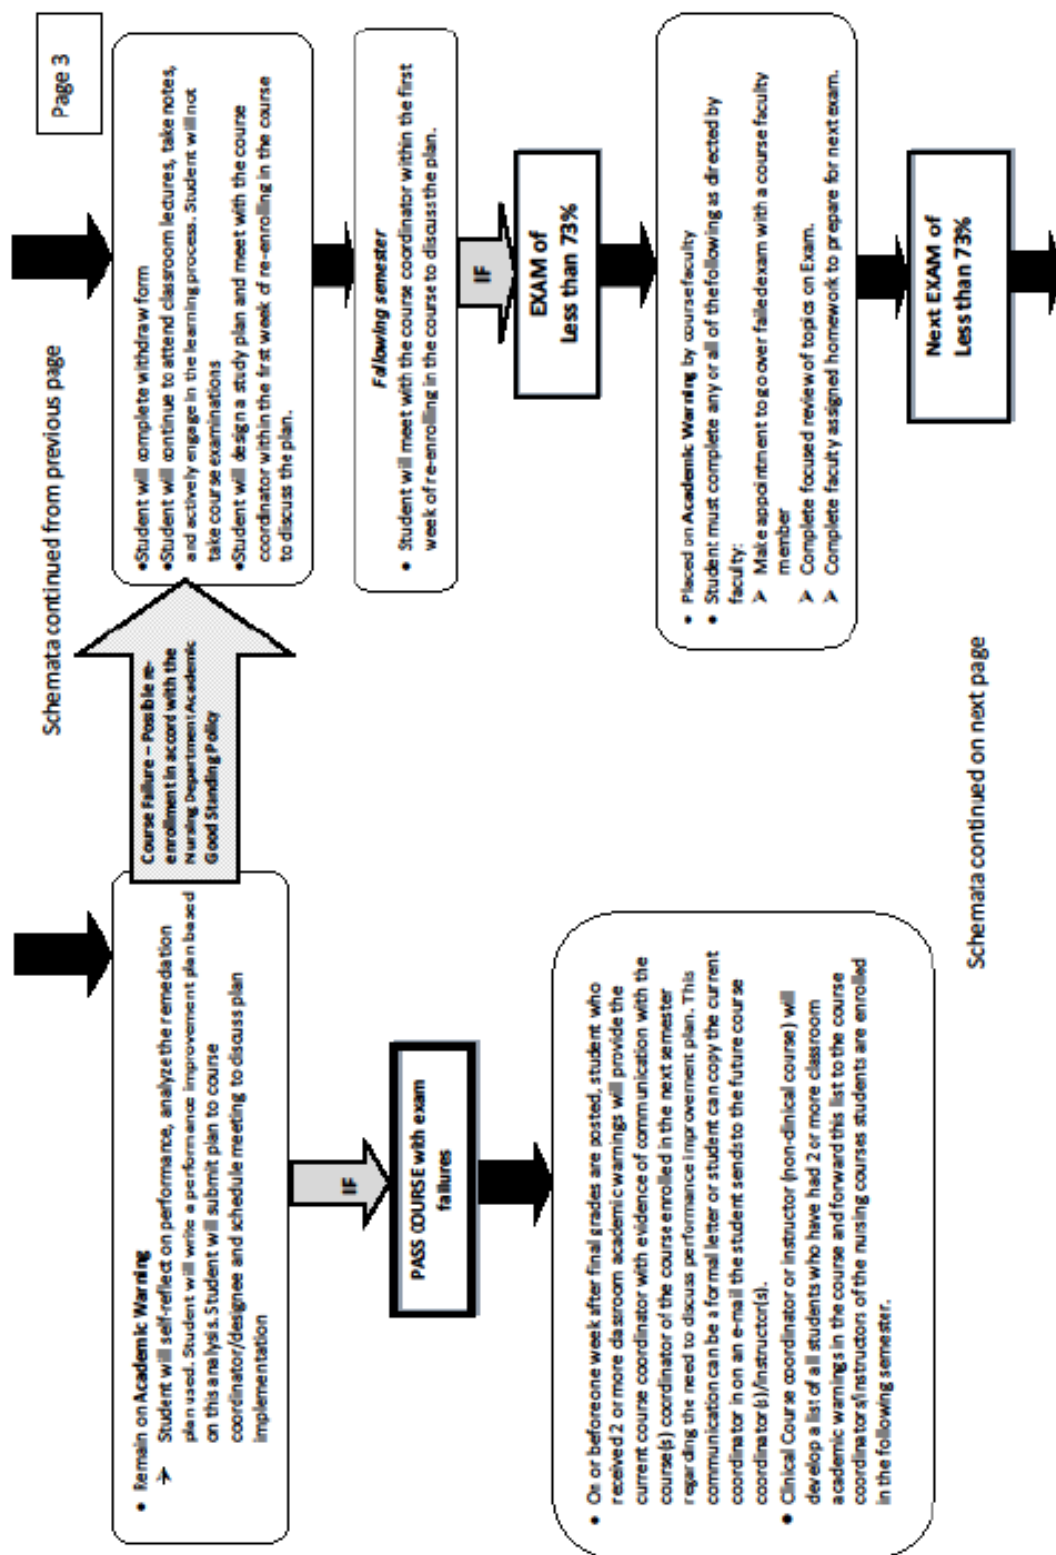 Page 3
Schemata continued from previous page
• Remain on Academic Warning
➢ Student will self-reflect on performance, analyze the remediation
plan used. Student will write a performance improvement plan based
on this analysis. Student will submit plan to course
coordinator/designee and schedule meeting to discuss plan
implementation
IF
PASS COURSE with exam
failures
• On or before one week after final grades are posted, student who
received 2 or more classroom academic warnings will provide the
current course coordinator with evidence of communication with the
course(s) coordinator of the course enrolled in the next semester
regarding the need to discuss performance improvement plan. This
communication can be a formal letter or student can copy the current
coordinator in on an e-mail the student sends to the future course
coordinator(s)/instructor(s).
• Clinical Course coordinator or instructor (non-clinical course) will
develop a list of all students who have had 2 or more classroom
academic warnings in the course and forward this list to the course
coordinators/instructors of the nursing courses students are enrolled
in the following semester.
Course Failure – Possible re-
enrollment in accord with the
Nursing Department Academic
Good Standing Policy
•Student will complete withdraw form
•Student will continue to attend classroom lectures, take notes,
and actively engage in the learning process. Student will not
take course examinations
•Student will design a study plan and meet with the course
coordinator within the first week of re-enrolling in the course
to discuss the plan.
Following semester
• Student will meet with the course coordinator within the first
week of re-enrolling in the course to discuss the plan.
IF
EXAM of
Less than 73%
• Placed on Academic Warning by course faculty
• Student must complete any or all of the following as directed by
faculty:
➢ Make appointment to go over failed exam with a course faculty
member
➢ Complete focused review of topics on Exam.
➢ Complete faculty assigned homework to prepare for next exam.
Next EXAM of
Less than 73%
Schemata continued on next page